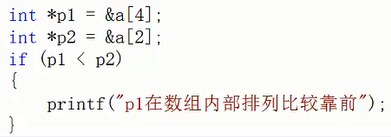 int *p1 = &a[4];
int *p2 = &a[2];
if (p1 < p2)
{
    printf("p1在数组内部排列比较靠前");
}